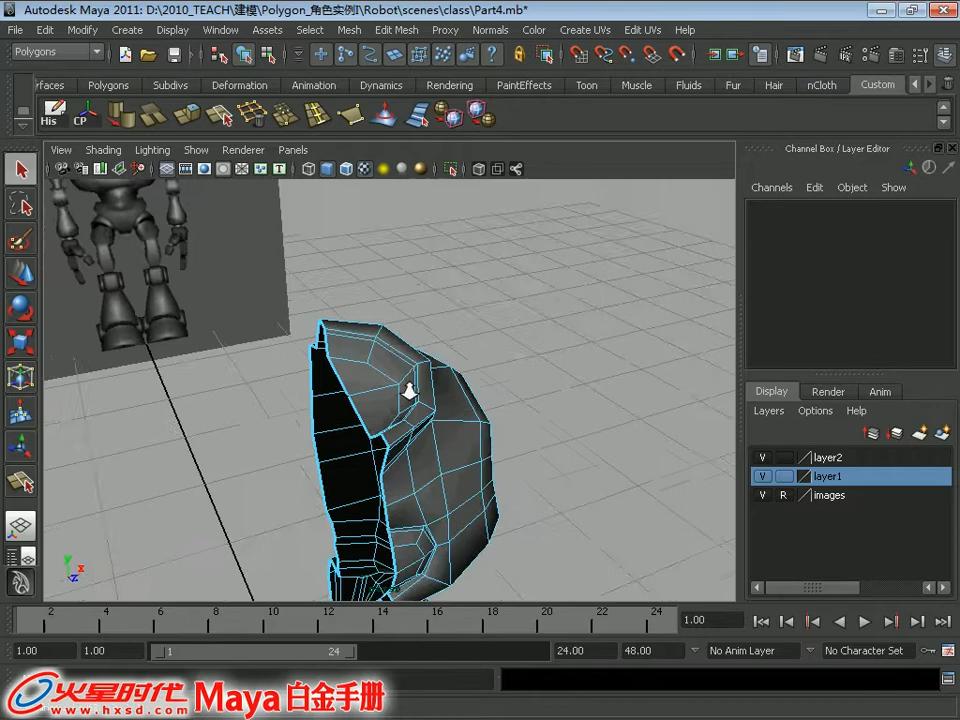 Autodesk Maya 2011: D:\2010_TEACH\建模\Polygon_角色实例\Robot\scenes\class\Part4.mb*
File Edit Modify Create Display Window Assets Select Mesh Edit Mesh Proxy Normals Color Create UVs Edit UVs Help
Polygons
rfaces Polygons Subdivs Deformation Animation Dynamics Rendering PaintEffects Toon Muscle Fluids Fur Hair nCloth Custom
His CP
View Shading Lighting Show Renderer Panels
Channel Box / Layer Editor
Channels Edit Object Show
Display Render Anim
Layers Options Help
V layer2
V layer1
V R images
y x z
2 4 6 8 10 12 14 16 18 20 22 24 1.00
1.00 1.00 1 24 24.00 48.00 No Anim Layer No Character Set
火星时代 Maya 白金手册
www.hxsd.com